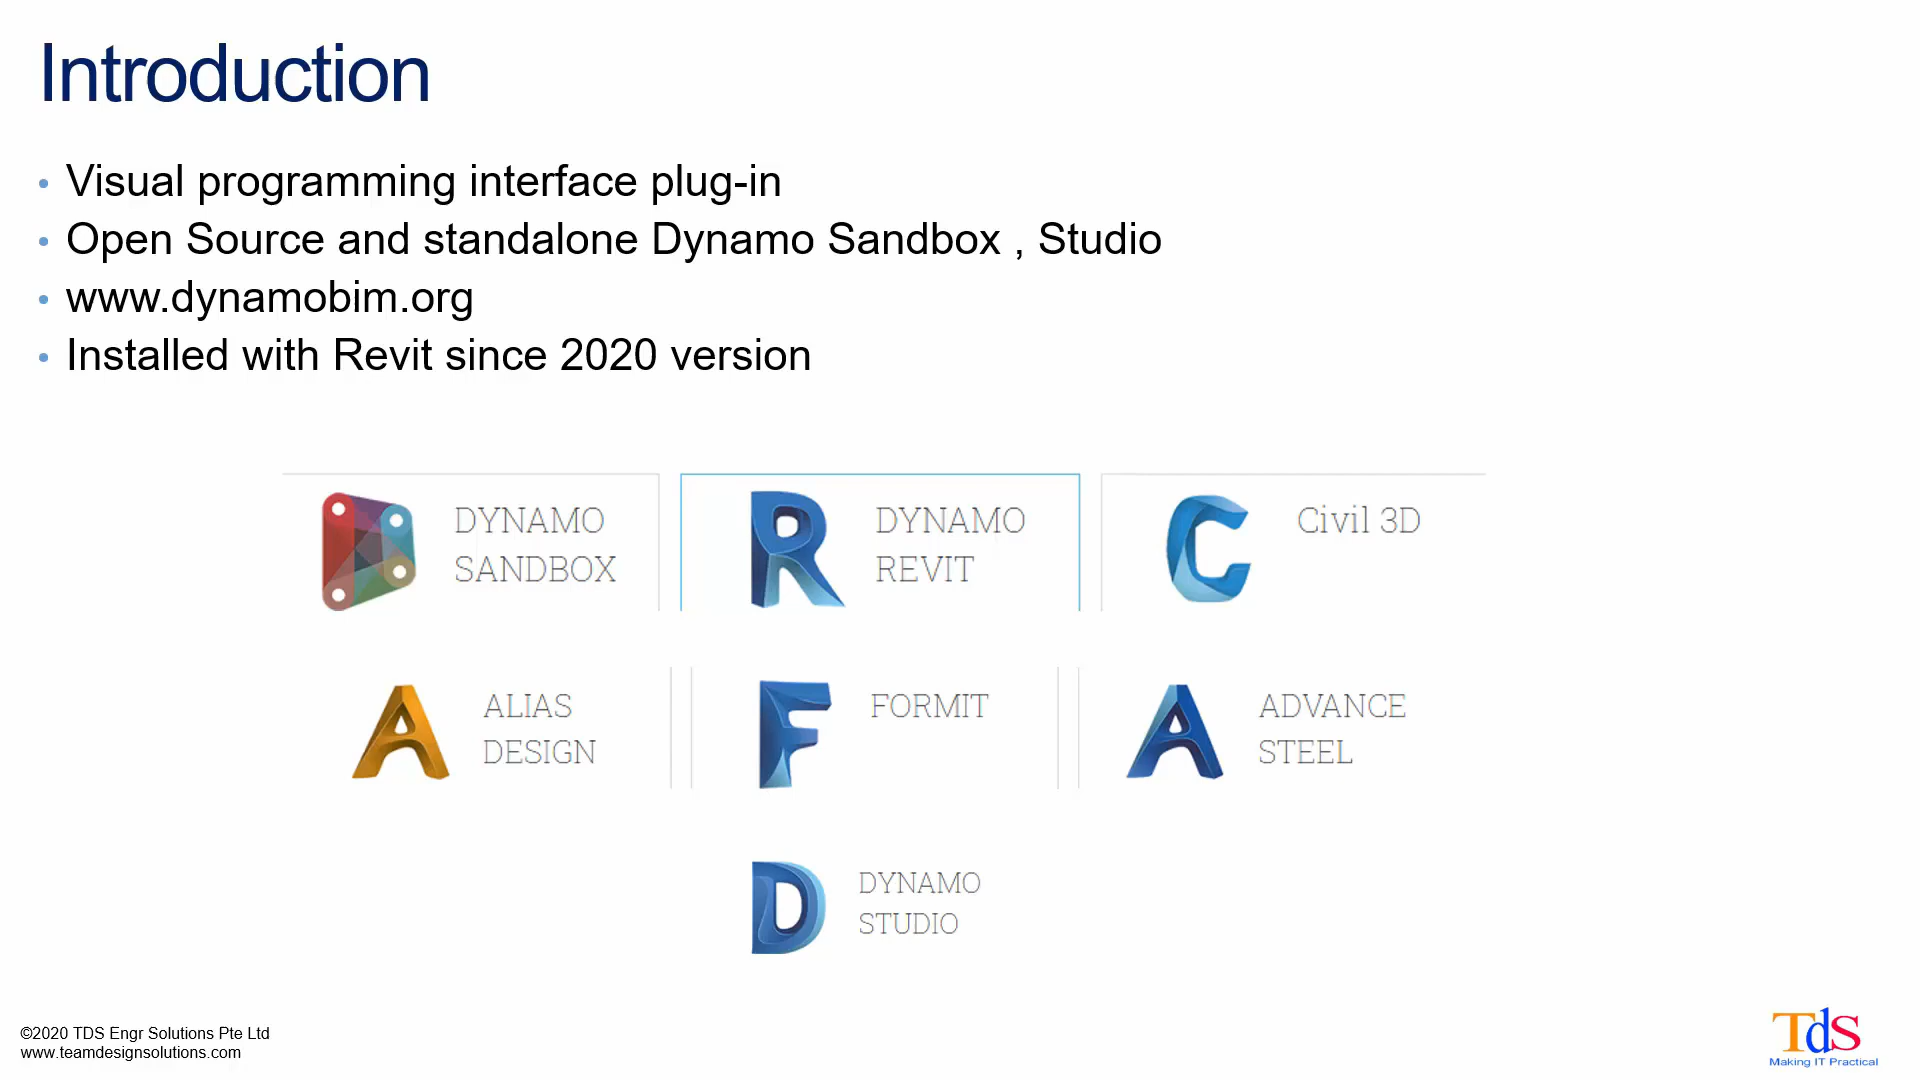 Introduction
• Visual programming interface plug-in
• Open Source and standalone Dynamo Sandbox , Studio
• www.dynamobim.org
• Installed with Revit since 2020 version
DYNAMO
SANDBOX
DYNAMO
REVIT
Civil 3D
ALIAS
DESIGN
FORMIT
ADVANCE
STEEL
DYNAMO
STUDIO
©2020 TDS Engr Solutions Pte Ltd
www.teamdesignsolutions.com
TdS
Making IT Practical